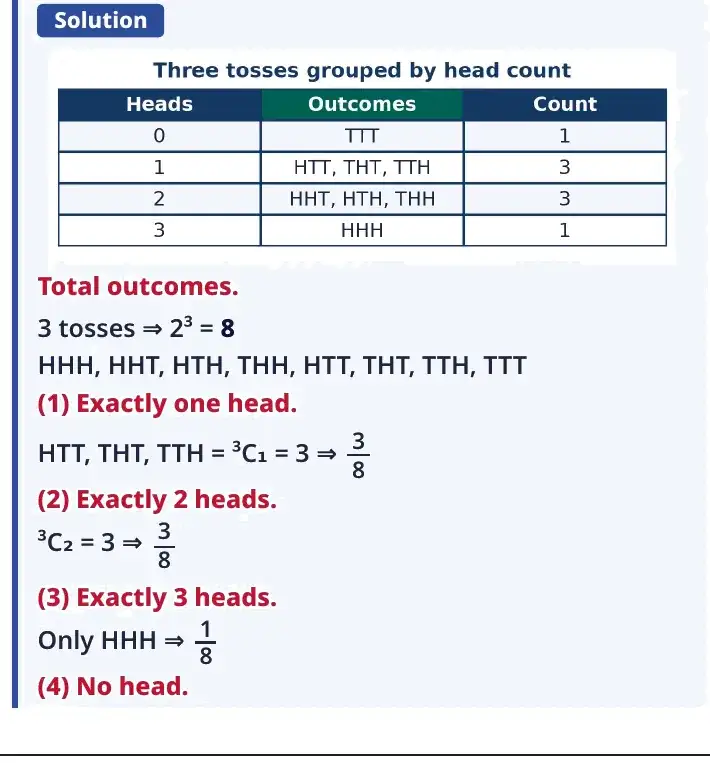 Solution
Three tosses grouped by head count
Heads Outcomes Count
0 TTT 1
1 HTT, THT, TTH 3
2 HHT, HTH, THH 3
3 HHH 1
Total outcomes.
3 tosses ⇒ 2³ = 8
HHH, HHT, HTH, THH, HTT, THT, TTH, TTT
(1) Exactly one head.
HTT, THT, TTH = ³C₁ = 3 ⇒ 3/8
(2) Exactly 2 heads.
³C₂ = 3 ⇒ 3/8
(3) Exactly 3 heads.
Only HHH ⇒ 1/8
(4) No head.